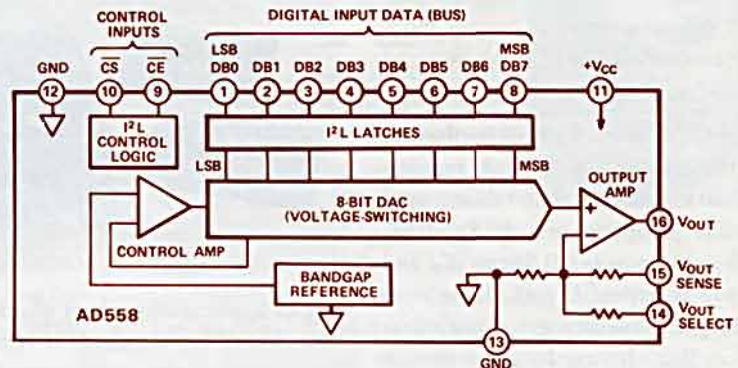 CONTROL INPUTS
DIGITAL INPUT DATA (BUS)
LSB
MSB
GND
C̅S̅
C̅E̅
DB0
DB1
DB2
DB3
DB4
DB5
DB6
DB7
+VCC
12
10
9
1
2
3
4
5
6
7
8
11
I²L CONTROL LOGIC
I²L LATCHES
LSB
MSB
8-BIT DAC
(VOLTAGE-SWITCHING)
OUTPUT AMP
+
−
16
VOUT
CONTROL AMP
BANDGAP REFERENCE
15
VOUT SENSE
14
VOUT SELECT
AD558
13
GND